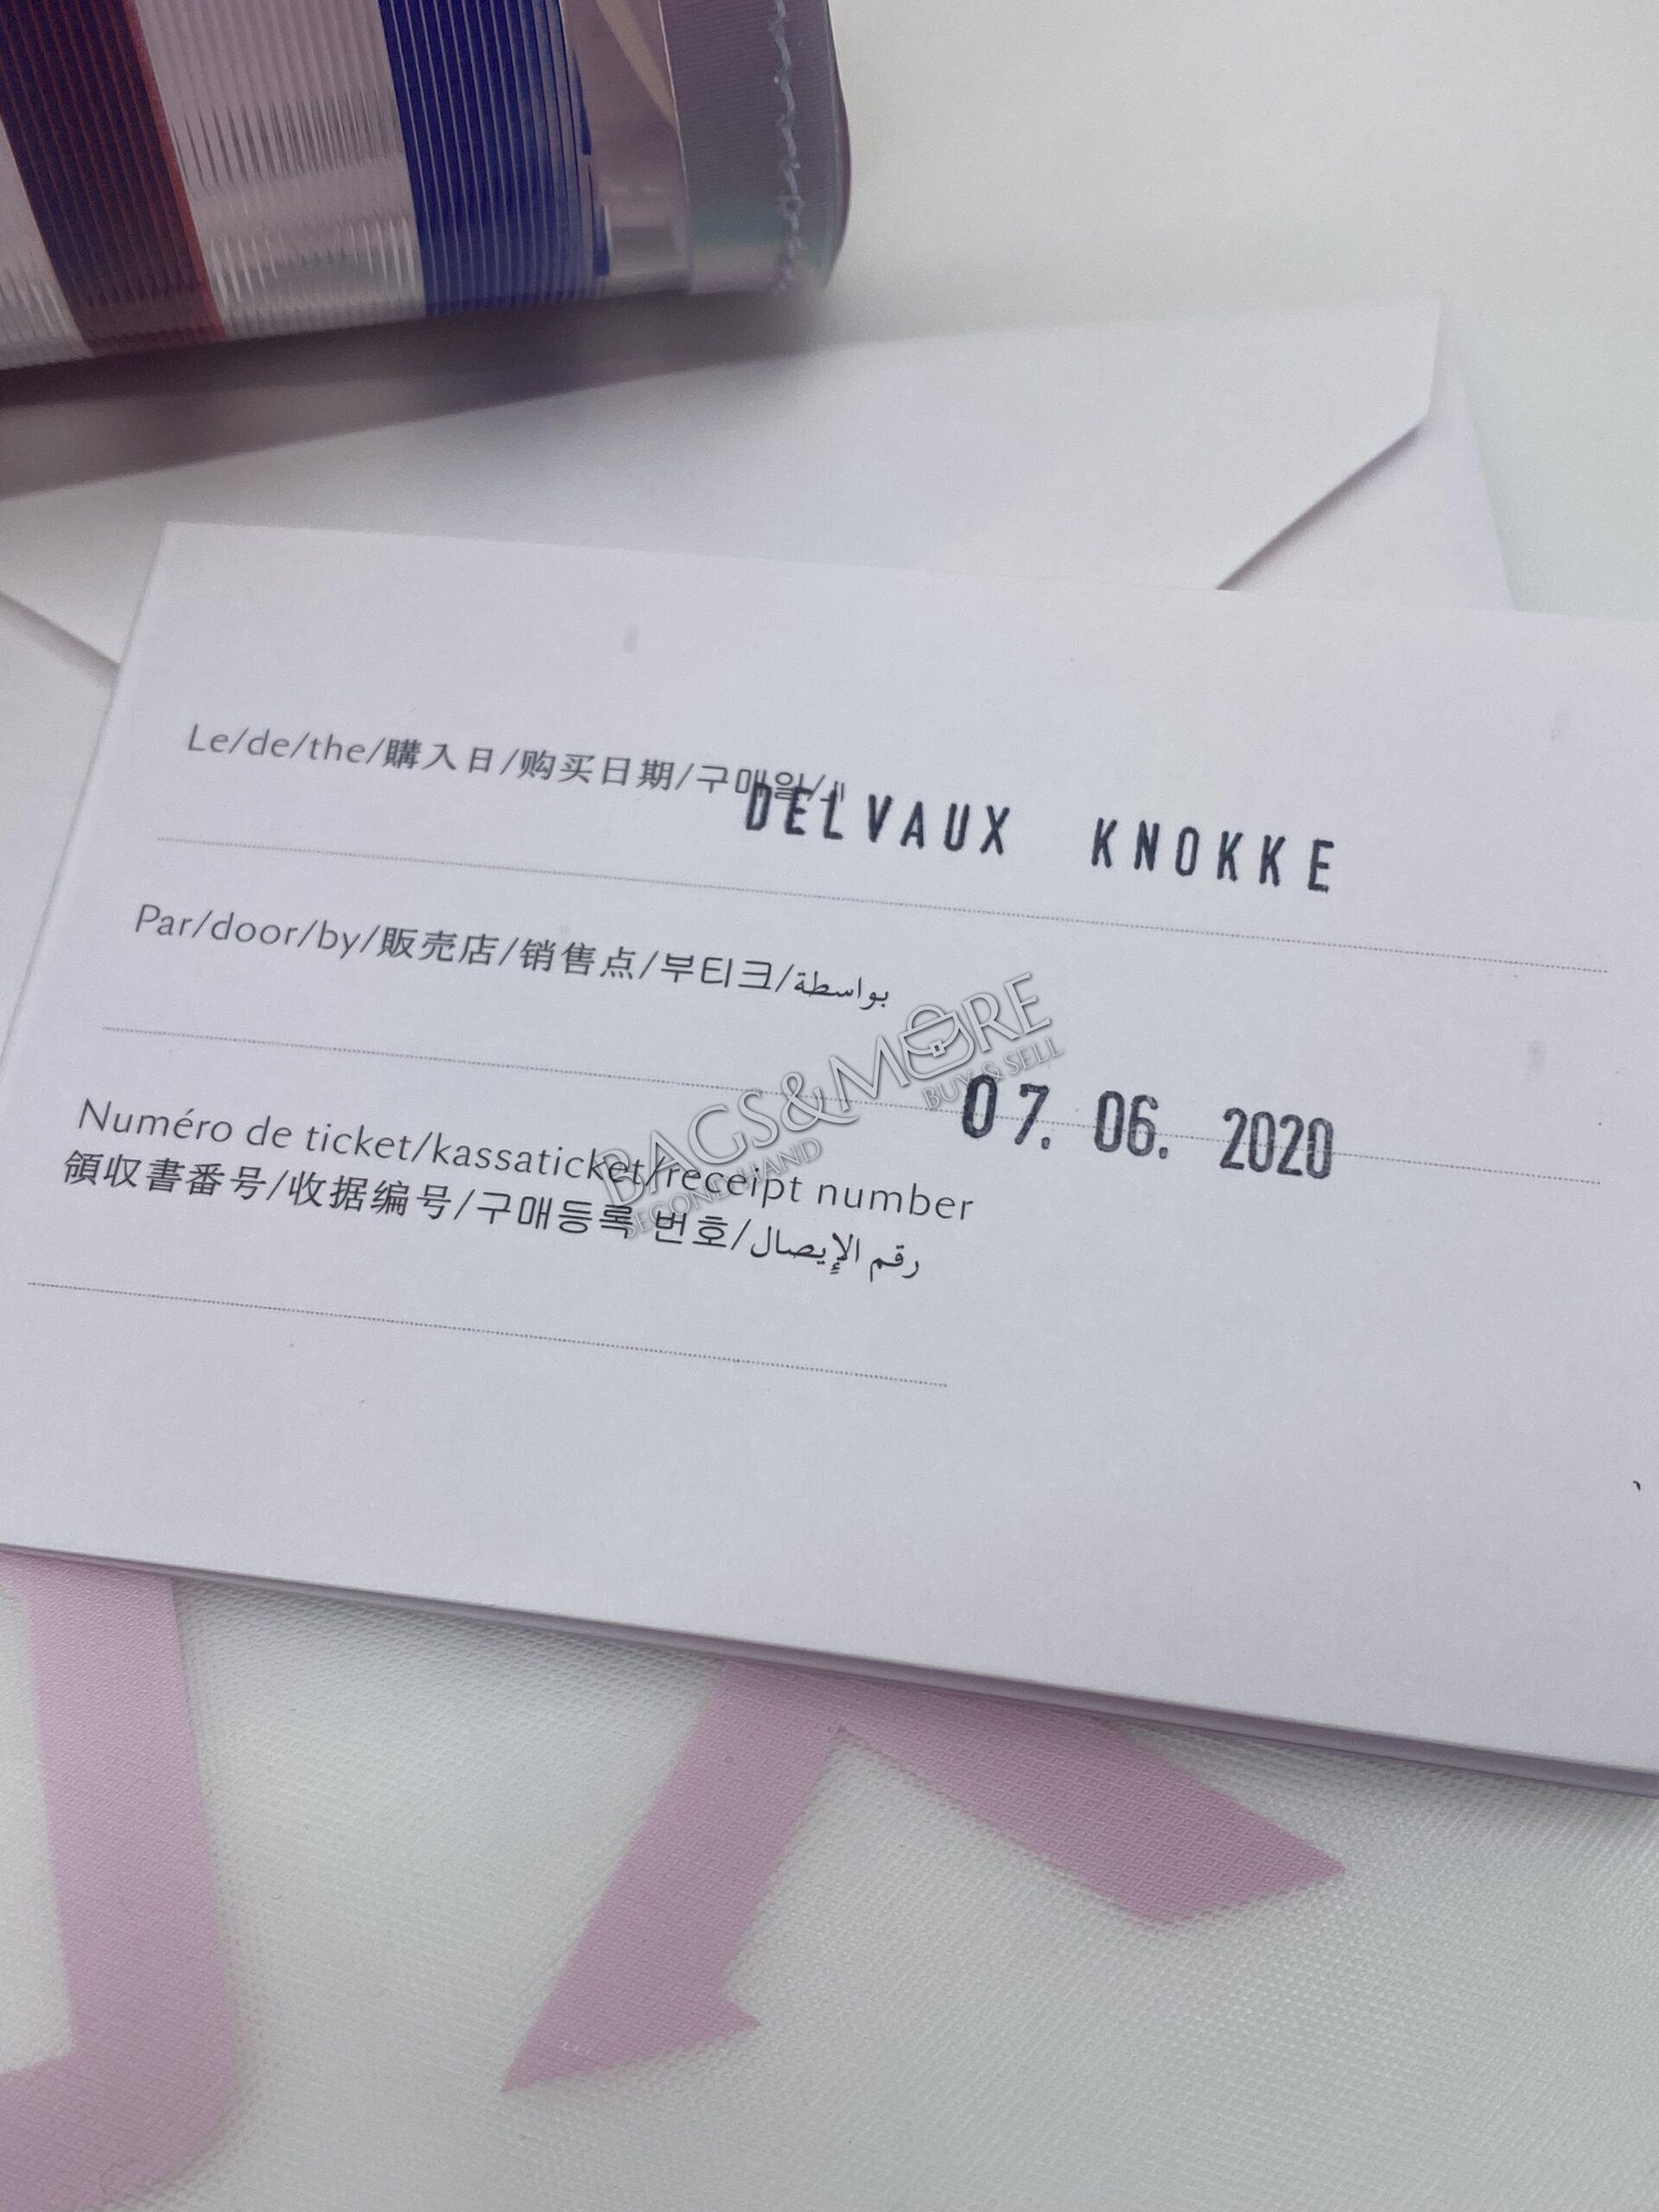 Le/de/the/購入日/购买日期/구매일/
DELVAUX KNOKKE
Par/door/by/販売店/销售点/부티크/بواسطة
07. 06. 2020
Numéro de ticket/kassaticket/receipt number
領収書番号/收据编号/구매등록 번호/رقم الإيصال
BAGS&MORE
BUY & SELL
SECOND HAND